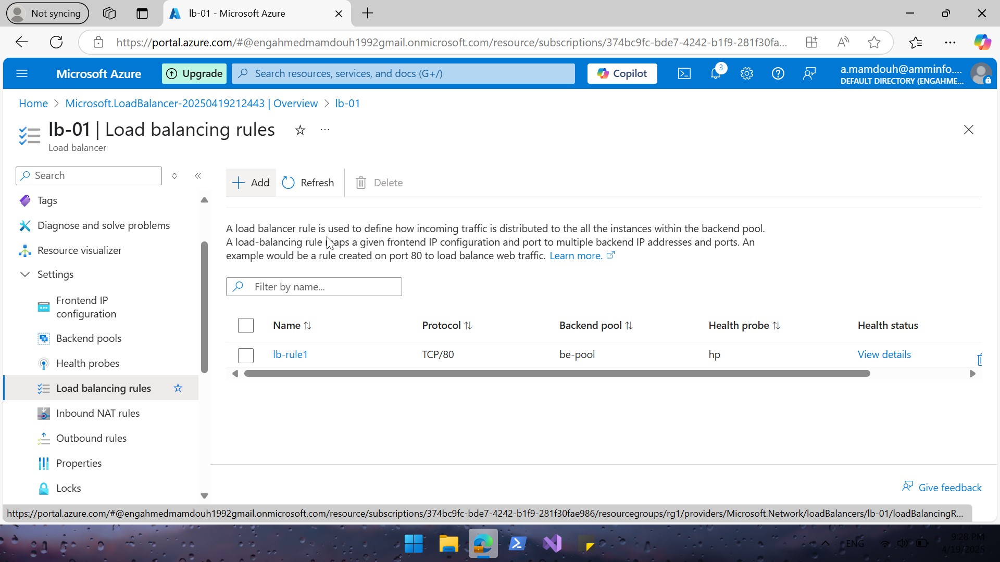 Not syncing
lb-01 - Microsoft Azure
https://portal.azure.com/#@engahmedmamdouh1992gmail.onmicrosoft.com/resource/subscriptions/374bc9fc-bde7-4242-b1f9-281f30fa...
Microsoft Azure
Upgrade
Search resources, services, and docs (G+/)
Copilot
3
a.mamdouh@amminfo....
DEFAULT DIRECTORY (ENGAHME...
Home > Microsoft.LoadBalancer-20250419212443 | Overview > lb-01
lb-01 | Load balancing rules
Load balancer
Search
Add
Refresh
Delete
Tags
Diagnose and solve problems
Resource visualizer
Settings
Frontend IP
configuration
Backend pools
Health probes
Load balancing rules
Inbound NAT rules
Outbound rules
Properties
Locks
A load balancer rule is used to define how incoming traffic is distributed to the all the instances within the backend pool.
A load-balancing rule maps a given frontend IP configuration and port to multiple backend IP addresses and ports. An
example would be a rule created on port 80 to load balance web traffic. Learn more.
Filter by name...
Name Protocol Backend pool Health probe Health status
lb-rule1 TCP/80 be-pool hp View details
Give feedback
https://portal.azure.com/#@engahmedmamdouh1992gmail.onmicrosoft.com/resource/subscriptions/374bc9fc-bde7-4242-b1f9-281f30fae986/resourcegroups/rg1/providers/Microsoft.Network/loadBalancers/lb-01/loadBalancingR...
ENG
9:28 PM
4/19/2025